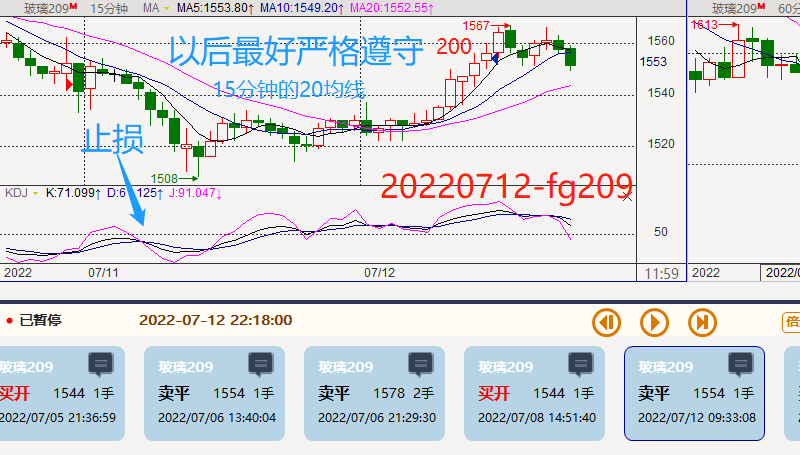 玻璃209M 15分钟 MA MA5:1553.80↑ MA10:1549.20↑ MA20:1552.55↑
玻璃209M 60分
1567
1613
以后最好严格遵守 200
15分钟的20均线
1560
1553
1540
1520
止损
1508
KDJ K:71.099↑ D:6 .125↑ J:91.047↓
20220712-fg209
50
2022 07/11 07/12 11:59 2022 2022/0
已暂停 2022-07-12 22:18:00
倍
玻璃209 玻璃209 玻璃209 玻璃209 玻璃209
买开 1544 1手 卖平 1554 1手 卖平 1578 2手 买开 1544 1手 卖平 1554 1手
2022/07/05 21:36:59 2022/07/06 13:40:04 2022/07/06 21:29:30 2022/07/08 14:51:40 2022/07/12 09:33:08